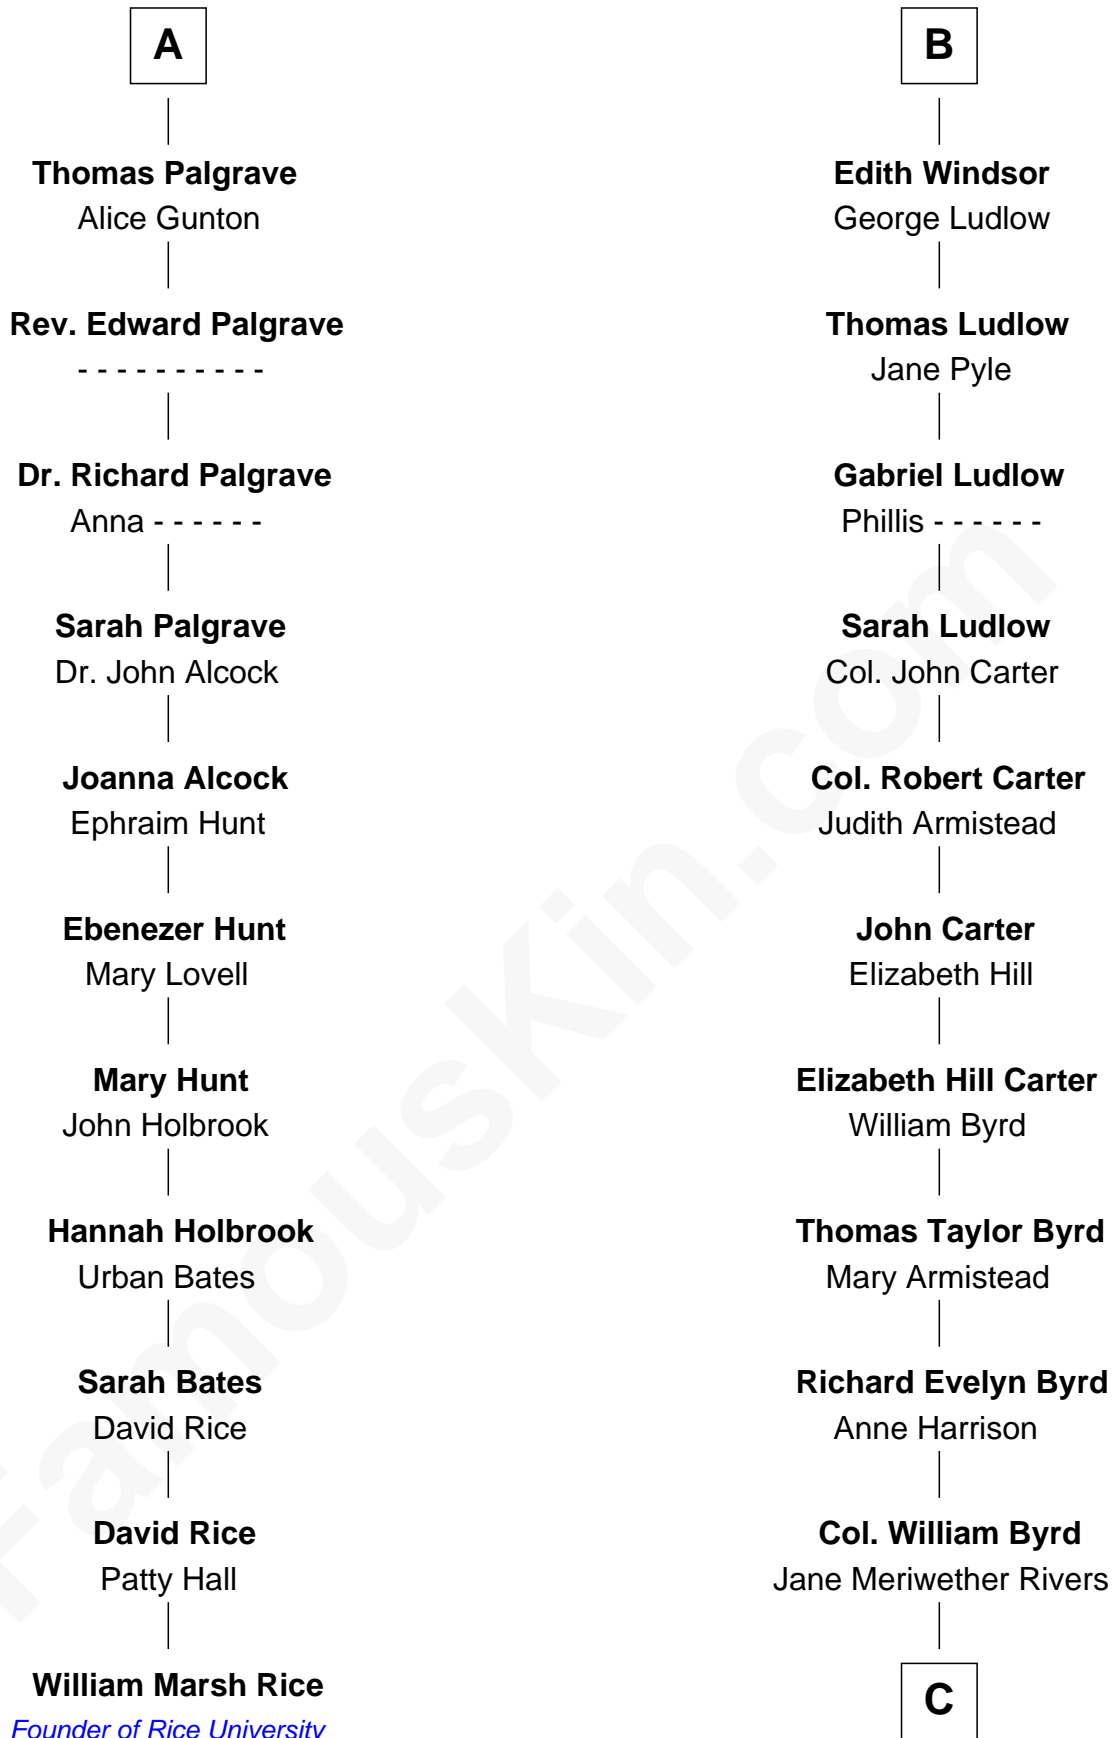 A
Thomas Palgrave
Alice Gunton
Rev. Edward Palgrave
- - - - - - - - - -
Dr. Richard Palgrave
Anna - - - - - -
Sarah Palgrave
Dr. John Alcock
Joanna Alcock
Ephraim Hunt
Ebenezer Hunt
Mary Lovell
Mary Hunt
John Holbrook
Hannah Holbrook
Urban Bates
Sarah Bates
David Rice
David Rice
Patty Hall
William Marsh Rice
Founder of Rice University
B
Edith Windsor
George Ludlow
Thomas Ludlow
Jane Pyle
Gabriel Ludlow
Phillis - - - - - -
Sarah Ludlow
Col. John Carter
Col. Robert Carter
Judith Armistead
John Carter
Elizabeth Hill
Elizabeth Hill Carter
William Byrd
Thomas Taylor Byrd
Mary Armistead
Richard Evelyn Byrd
Anne Harrison
Col. William Byrd
Jane Meriwether Rivers
C
FamousKin.com